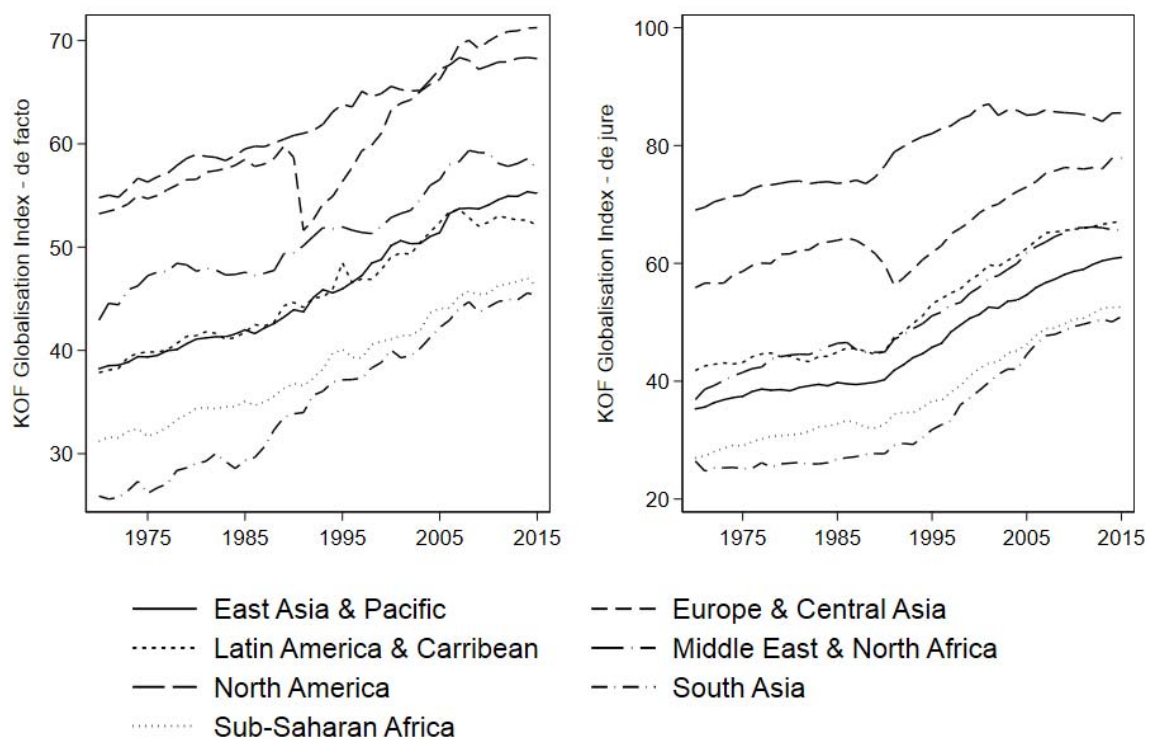 KOF Globalisation Index - de facto
70
60
50
40
30
1975 1985 1995 2005 2015
KOF Globalisation Index - de jure
100
80
60
40
20
1975 1985 1995 2005 2015
East Asia & Pacific
Europe & Central Asia
Latin America & Carribean
Middle East & North Africa
North America
South Asia
Sub-Saharan Africa